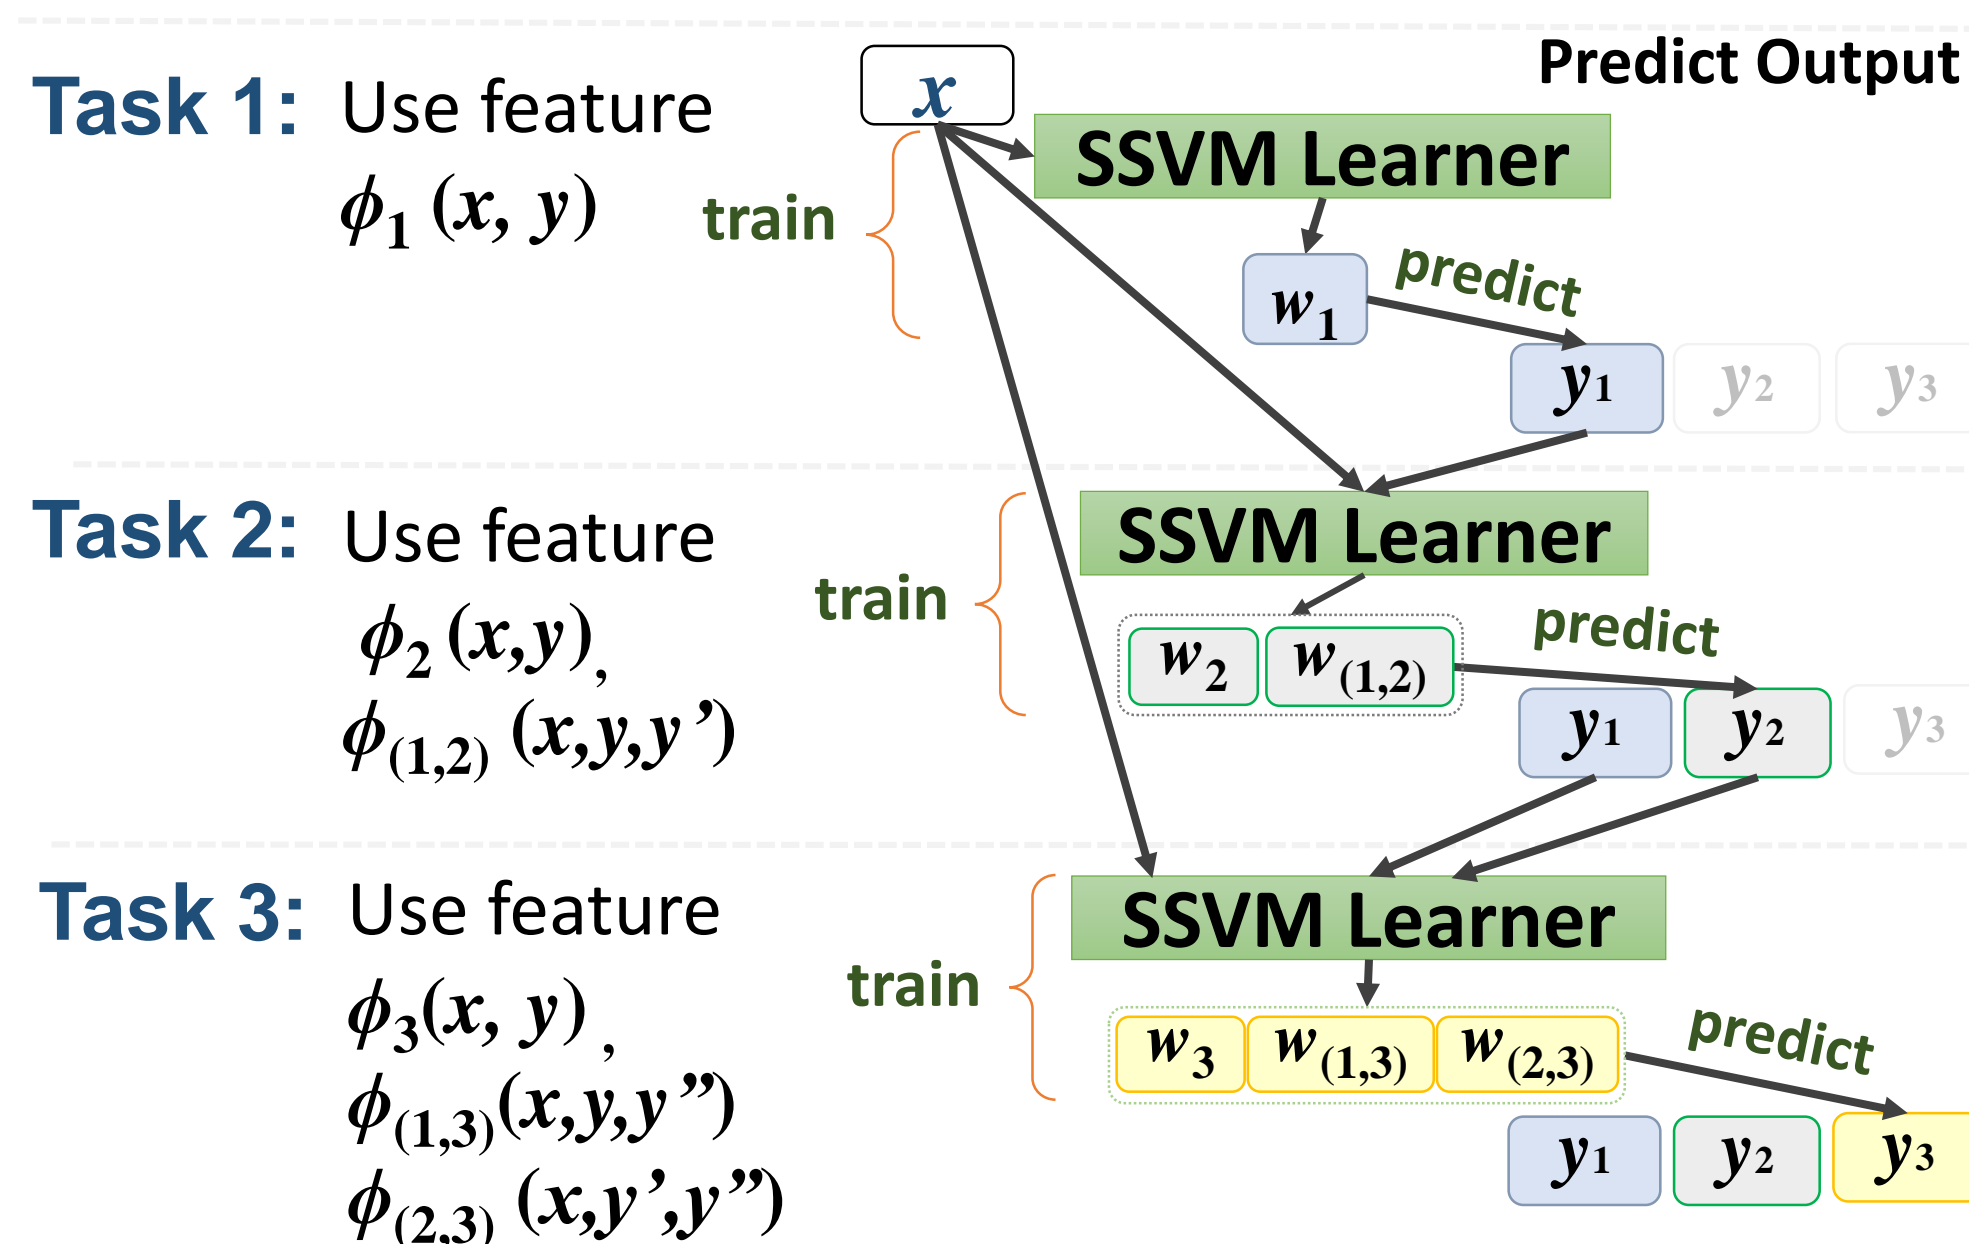 Predict Output
x
Task 1: Use feature
SSVM Learner
ϕ1 (x, y)
train
w1
predict
y1 y2 y3
Task 2: Use feature
SSVM Learner
ϕ2 (x,y),
train
w2 w(1,2)
predict
ϕ(1,2) (x,y,y’)
y1 y2 y3
Task 3: Use feature
SSVM Learner
ϕ3(x, y),
train
w3 w(1,3) w(2,3)
predict
ϕ(1,3)(x,y,y”)
y1 y2 y3
ϕ(2,3) (x,y’,y”)